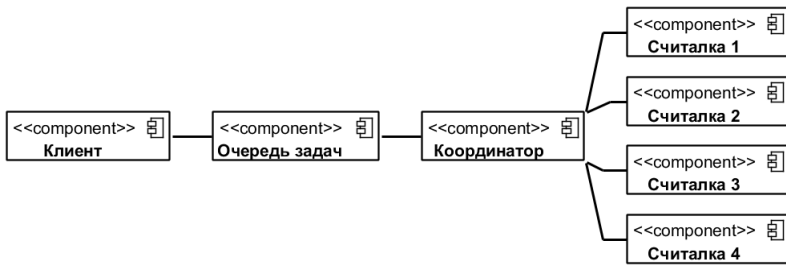 <<component>>
Считалка 1
<<component>>
Считалка 2
<<component>>
Клиент
<<component>>
Очередь задач
<<component>>
Координатор
<<component>>
Считалка 3
<<component>>
Считалка 4